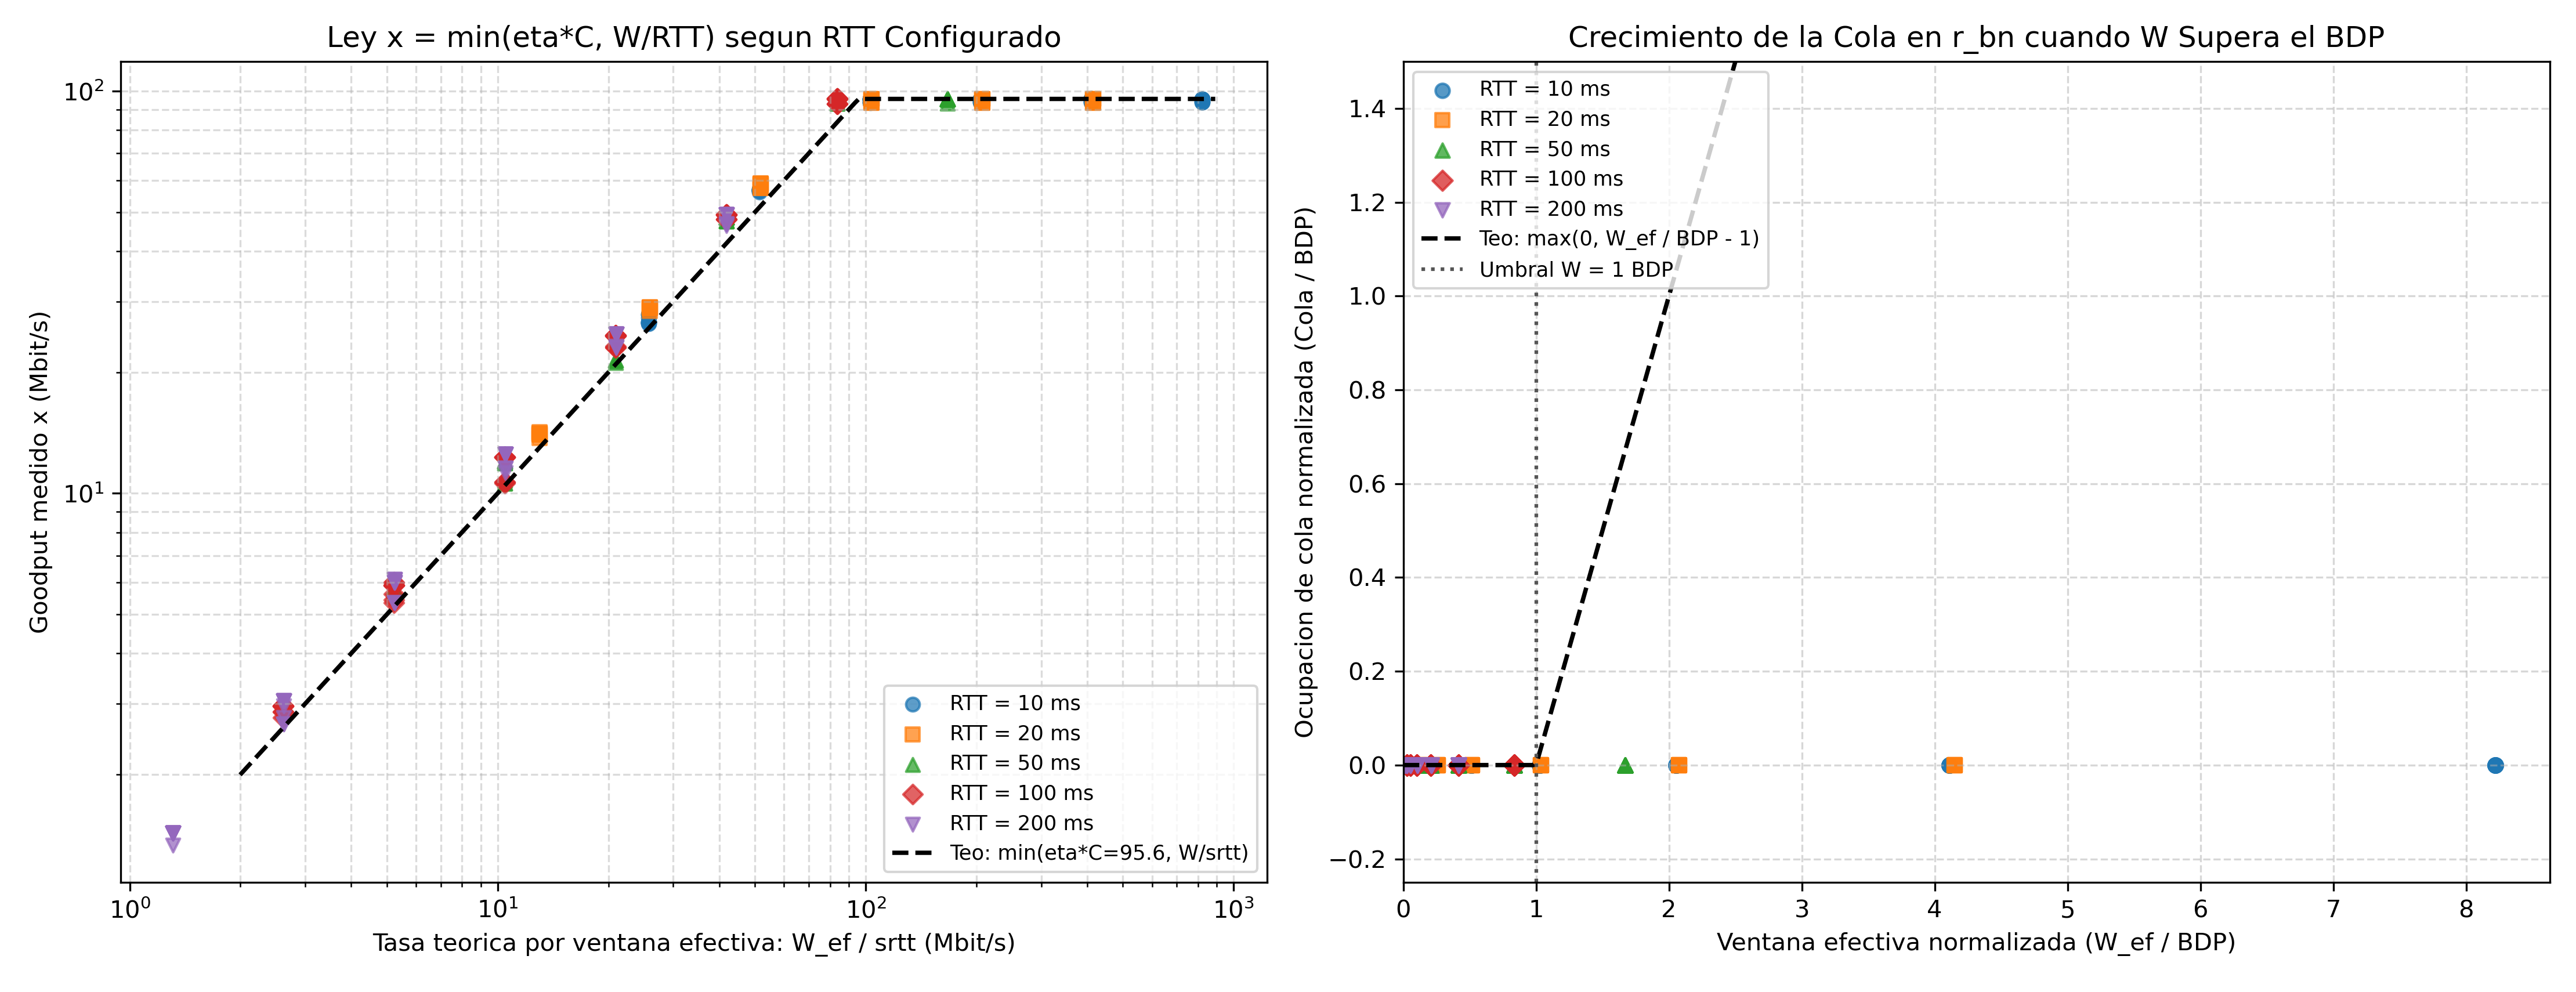 Ley x = min(eta*C, W/RTT) segun RTT Configurado
Goodput medido x (Mbit/s)
10²
10¹
10⁰
10¹
10²
10³
Tasa teorica por ventana efectiva: W_ef / srtt (Mbit/s)
RTT = 10 ms
RTT = 20 ms
RTT = 50 ms
RTT = 100 ms
RTT = 200 ms
Teo: min(eta*C=95.6, W/srtt)
Crecimiento de la Cola en r_bn cuando W Supera el BDP
Ocupacion de cola normalizada (Cola / BDP)
1.4
1.2
1.0
0.8
0.6
0.4
0.2
0.0
−0.2
0
1
2
3
4
5
6
7
8
Ventana efectiva normalizada (W_ef / BDP)
RTT = 10 ms
RTT = 20 ms
RTT = 50 ms
RTT = 100 ms
RTT = 200 ms
Teo: max(0, W_ef / BDP - 1)
Umbral W = 1 BDP